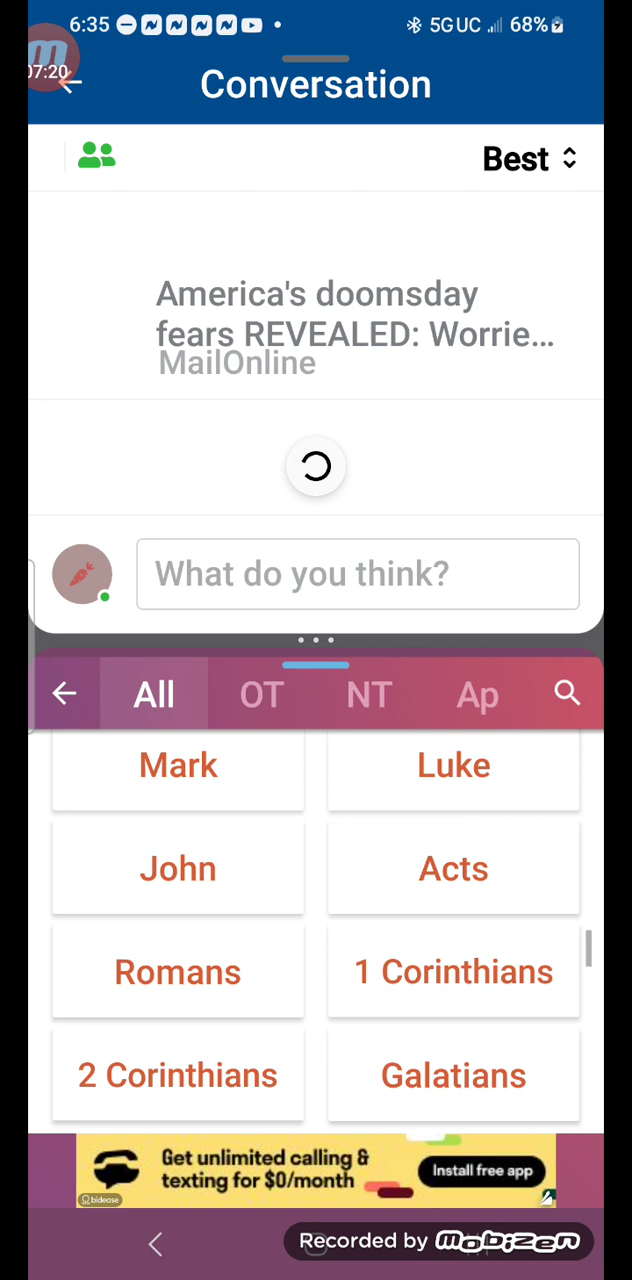 6:35
5GUC
68%
m
07:20
Conversation
Best
America's doomsday
fears REVEALED: Worrie...
MailOnline
What do you think?
All OT NT Ap
Mark Luke
John Acts
Romans 1 Corinthians
2 Corinthians Galatians
Get unlimited calling &
texting for $0/month
Install free app
bidease
Recorded by mobizen